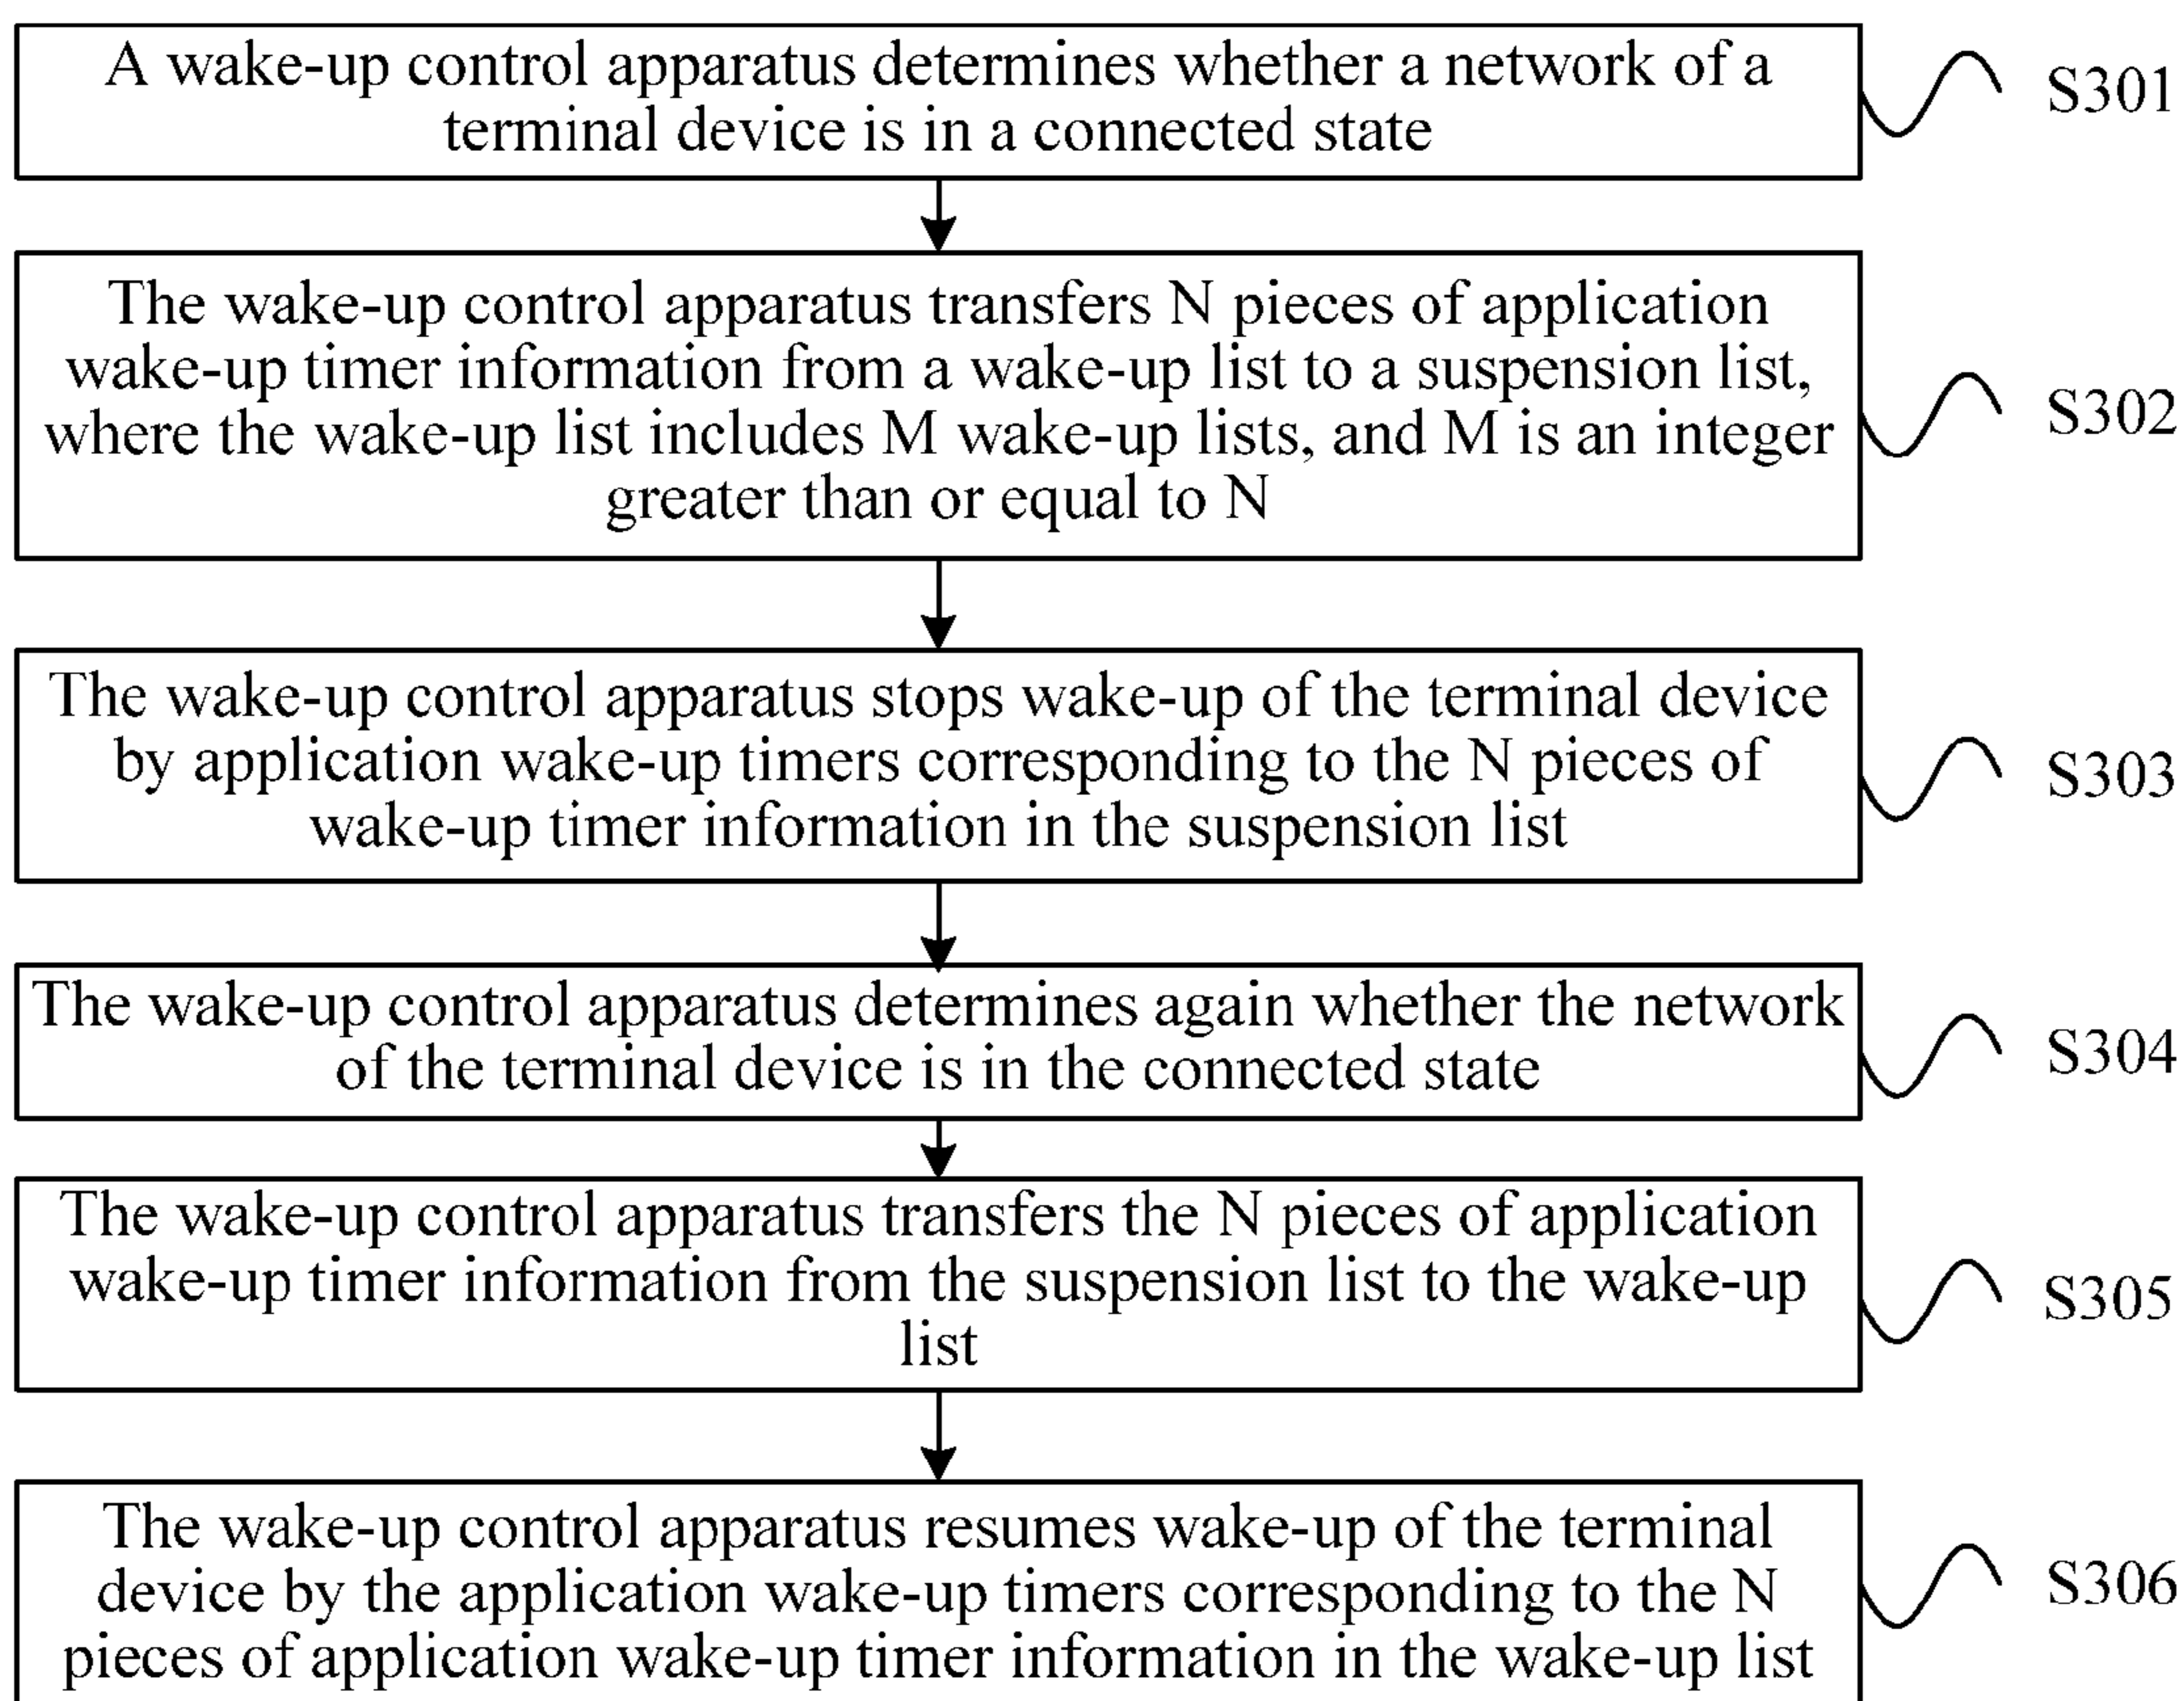 A wake-up control apparatus determines whether a network of a
terminal device is in a connected state
S301
The wake-up control apparatus transfers N pieces of application
wake-up timer information from a wake-up list to a suspension list,
where the wake-up list includes M wake-up lists, and M is an integer
greater than or equal to N
S302
The wake-up control apparatus stops wake-up of the terminal device
by application wake-up timers corresponding to the N pieces of
wake-up timer information in the suspension list
S303
The wake-up control apparatus determines again whether the network
of the terminal device is in the connected state
S304
The wake-up control apparatus transfers the N pieces of application
wake-up timer information from the suspension list to the wake-up
list
S305
The wake-up control apparatus resumes wake-up of the terminal
device by the application wake-up timers corresponding to the N
pieces of application wake-up timer information in the wake-up list
S306